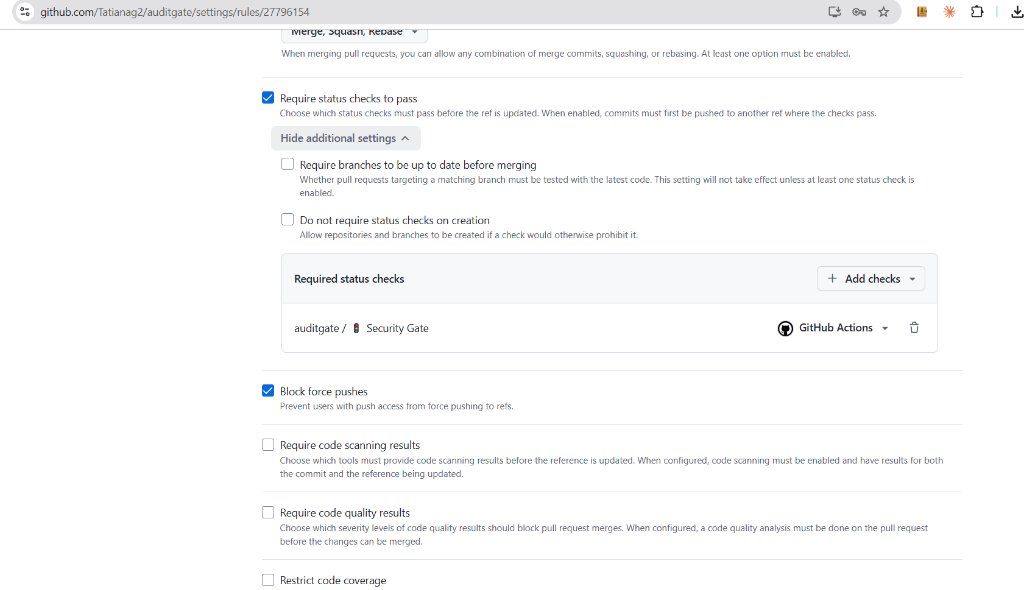 github.com/Tatianag2/auditgate/settings/rules/27796154
Merge, Squash, Rebase
When merging pull requests, you can allow any combination of merge commits, squashing, or rebasing. At least one option must be enabled.
Require status checks to pass
Choose which status checks must pass before the ref is updated. When enabled, commits must first be pushed to another ref where the checks pass.
Hide additional settings
Require branches to be up to date before merging
Whether pull requests targeting a matching branch must be tested with the latest code. This setting will not take effect unless at least one status check is
enabled.
Do not require status checks on creation
Allow repositories and branches to be created if a check would otherwise prohibit it.
Required status checks
Add checks
auditgate / 🚦 Security Gate
GitHub Actions
Block force pushes
Prevent users with push access from force pushing to refs.
Require code scanning results
Choose which tools must provide code scanning results before the reference is updated. When configured, code scanning must be enabled and have results for both
the commit and the reference being updated.
Require code quality results
Choose which severity levels of code quality results should block pull request merges. When configured, a code quality analysis must be done on the pull request
before the changes can be merged.
Restrict code coverage